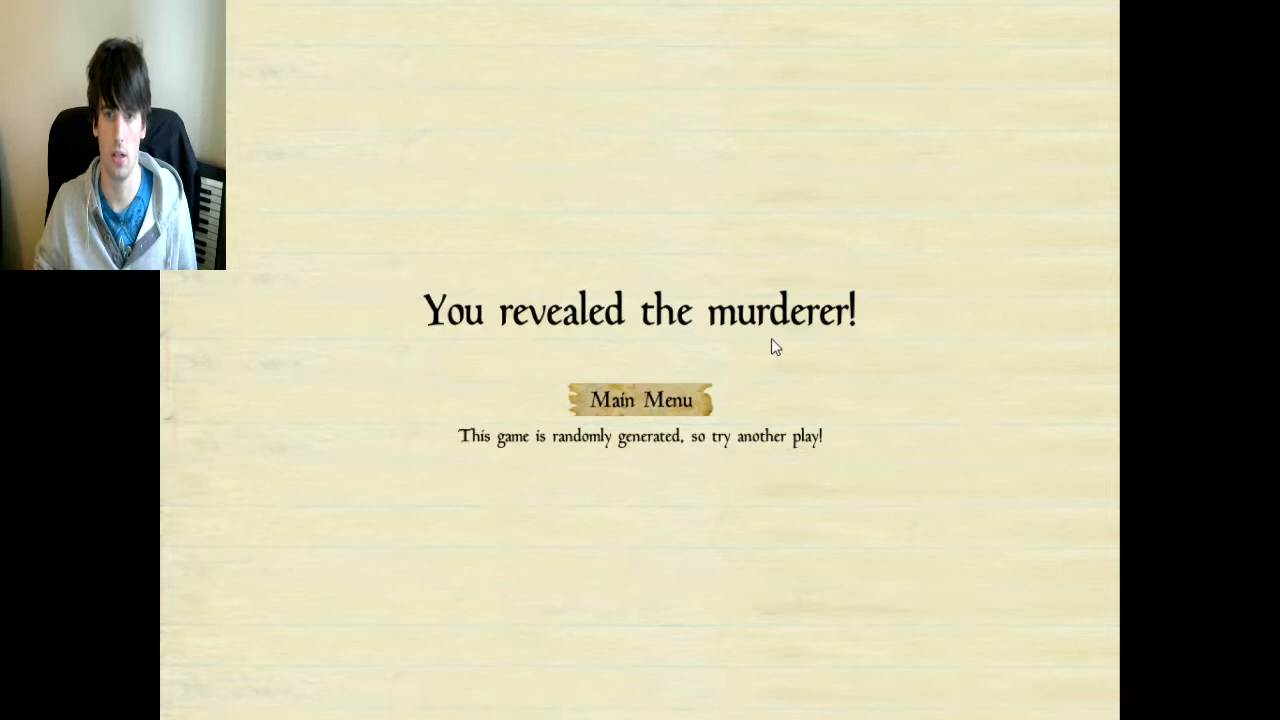 You revealed the murderer!
Main Menu
This game is randomly generated, so try another play!